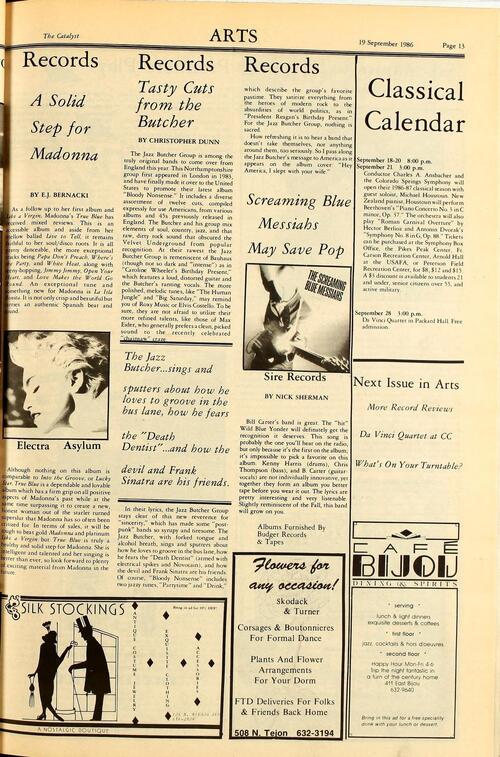 The Catalyst
ARTS
19 September 1986
Page 13
Records
A Solid
Step for
Madonna
BY E.J. BERNACKI
As a follow up to her first album and
Like a Virgin, Madonna's True Blue has
received mixed reviews. This is an
accessible album and aside from her
slow ballad Live to Tell, it remains
faithful to her soul/disco roots. It is all
very danceable, the more exceptional
tracks being Papa Don't Preach, Where's
the Party, and White Heat along with
Jimmy Jimmy, Open Your
Heart, and Love Makes the World Go
Round. An exceptional tune and
something new for Madonna is La Isla
Bonita. It is not only crisp and beautiful but
an authentic Spanish beat and
sound.
Electra Asylum
Although nothing on this album is
comparable to Into the Groove, or Lucky
Star, True Blue is a dependable and lovable
album which has a firm grip on all positive
aspects of Madonna's past while at the
same time surpassing it to create a new,
woman out of the starlet turned
superslut that Madonna has so often been
In terms of sales, it will be
tough to beat gold Madonna and platinum
Like a Virgin but True Blue is truly a
healthy and solid step for Madonna. She is
intelligent and talented and her singing is
better than ever, so look forward to plenty
of exciting material from Madonna in the
future.
SILK STOCKINGS
Bring in ad for 10% OFF!
ANTIQUE COSTUME JEWELRY
EXQUISITE CLOTHING
ACCESSORIES
A NOSTALGIC BOUTIQUE
Records
Tasty Cuts
from the
Butcher
BY CHRISTOPHER DUNN
The Jazz Butcher Group is among the
truly original bands to come over from
England this year. This Northamptonshire
group first appeared in London in 1983,
and have finally made it over to the United
States to promote their latest album
"Bloody Nonsense". It includes a diverse
assortment of twelve cuts, compiled
expressly for use Americans, from various
albums and 45s previously released in
England. The Butcher and his group mix
elements of soul, country, jazz, and that
raw, dirty rock sound that obscured the
Velvet Underground from popular
recognition. At their rawest the Jazz
Butcher Group is reminescent of Bauhaus
(though not so dark and "intense") as in
"Caroline Wheeler's Birthday Present,"
which features a loud, distorted guitar and
the Butcher's ranting vocals. The more
polished, melodic tunes, like "The Human
Jungle" and "Big Saturday," may remind
you of Roxy Music or Elvis Costello. To be
sure, they are not afraid to utilize their
more refined talents, like those of Max
Eider, who generally prefers a clean, picked
sound to the recently celebrated
"chainsaw" craze.
The Jazz
Butcher...sings and
sputters about how he
loves to groove in the
bus lane, how he fears
the "Death
Dentist"...and how the
devil and Frank
Sinatra are his friends.
In their lyrics, the Jazz Butcher Group
stays clear of this new reverence for
"sincerity," which has made some "post-
punk" bands so syrupy and tiresome. The
Jazz Butcher, with forked tongue and
alcohol breath, sings and sputters about
how he loves to groove in the bus lane, how
he fears the "Death Dentist" (armed with
electrical spikes and Novocain), and how
the devil and Frank Sinatra are his friends.
Of course, "Bloody Nonsense" includes
two jazzy tunes, "Partytime" and "Drink,"
Records
which describe the group's favorite
pastime. They satirize everything from
the heroes of modern rock to the
absurdities of world politics, as in
"President Reagan's Birthday Present."
For the Jazz Butcher Group, nothing is
sacred.
How refreshing it is to hear a band that
doesn't take themselves, nor anything
around them, too seriously. So I pass along
the Jazz Butcher's message to America as it
appears on the album cover: "Hey
America, I slept with your wife."
Screaming Blue
Messiahs
May Save Pop
THE SCREAMING
BLUE MESSIAHS
Sire Records
BY NICK SHERMAN
Bill Carter's band is great. The "hit"
Wild Blue Yonder will definitely get the
recognition it deserves. This song is
probably the one you'll hear on the radio,
but only because it's the first on the album;
it's impossible to pick a favorite on this
album. Kenny Harris (drums), Chris
Thompson (bass), and B. Carter (guitar-
vocals) are not individually innovative, yet
together they form an album you better
tape before you wear it out. The lyrics are
pretty interesting and very listenable.
Slightly reminiscent of the Fall, this band
will grow on you.
Albums Furnished By
Budget Records
& Tapes
Flowers for
any occasion!
Skodack
& Turner
Corsages & Boutonnieres
For Formal Dance
Plants And Flower
Arrangements
For Your Dorm
FTD Deliveries For Folks
& Friends Back Home
508 N. Tejon 632-3194
Classical
Calendar
September 18-20 8:00 p.m.
September 21 3:00 p.m.
Conductor Charles A. Ansbacher and
the Colorado Springs Symphony will
open their 1986-87 classical season with
guest soloist, Michael Houston. New
Zealand pianist, Houston will perform
Beethoven's "Piano Concerto No. 3 in C
minor, Op. 37." The orchestra will also
play "Roman Carnival Overture" by
Hector Berlioz and Antonin Dvorak's
"Symphony No. 8 in G, Op. 88." Tickets
can be purchased at the Symphony Box
Office, the Pikes Peak Center, Ft.
Carson Recreation Center, Arnold Hall
at the USAFA, or Peterson Field
Recreation Center, for $8, $12 and $15.
A $3 discount is available to students 21
and under, senior citizens over 55, and
active military.
September 28 3:00 p.m.
Da Vinci Quartet in Packard Hall. Free
admission.
Next Issue in Arts
More Record Reviews
Da Vinci Quartet at CC
What's On Your Turntable?
CAFE
BIJOU
DINING & SPIRITS
* serving *
lunch & light dinners
exquisite desserts & coffees
* first floor *
jazz, cocktails & hors d'oeuvres
* second floor *
Happy Hour Mon-Fri 4-6
Trip the night fantastic in
a turn of the century home
411 East Bijou
632-9640
Bring in this ad for a free speciality
drink with your lunch or dessert.